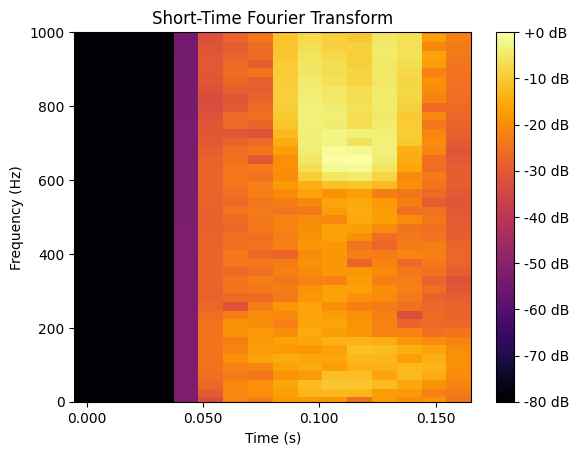 Short-Time Fourier Transform
1000
800
600
400
200
0
Frequency (Hz)
0.000
0.050
0.100
0.150
Time (s)
+0 dB
-10 dB
-20 dB
-30 dB
-40 dB
-50 dB
-60 dB
-70 dB
-80 dB